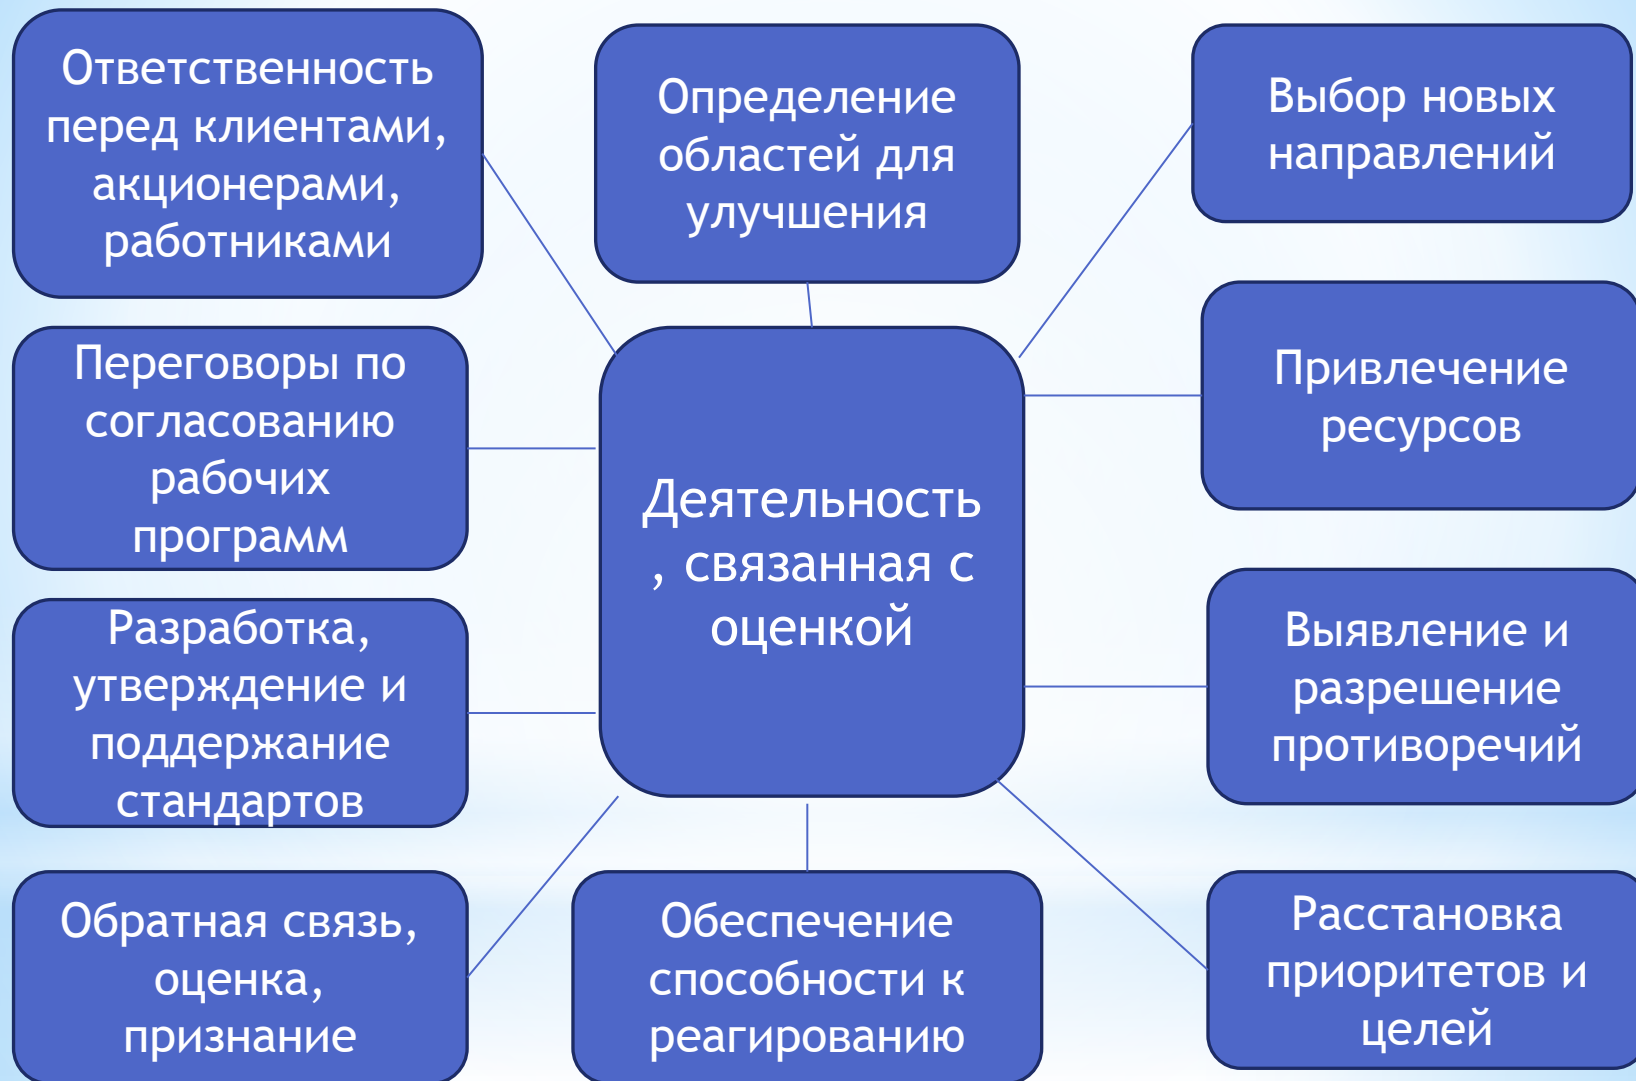 Ответственность
перед клиентами,
акционерами,
работниками
Определение
областей для
улучшения
Выбор новых
направлений
Переговоры по
согласованию
рабочих
программ
Деятельность
, связанная с
оценкой
Привлечение
ресурсов
Разработка,
утверждение и
поддержание
стандартов
Выявление и
разрешение
противоречий
Обратная связь,
оценка,
признание
Обеспечение
способности к
реагированию
Расстановка
приоритетов и
целей